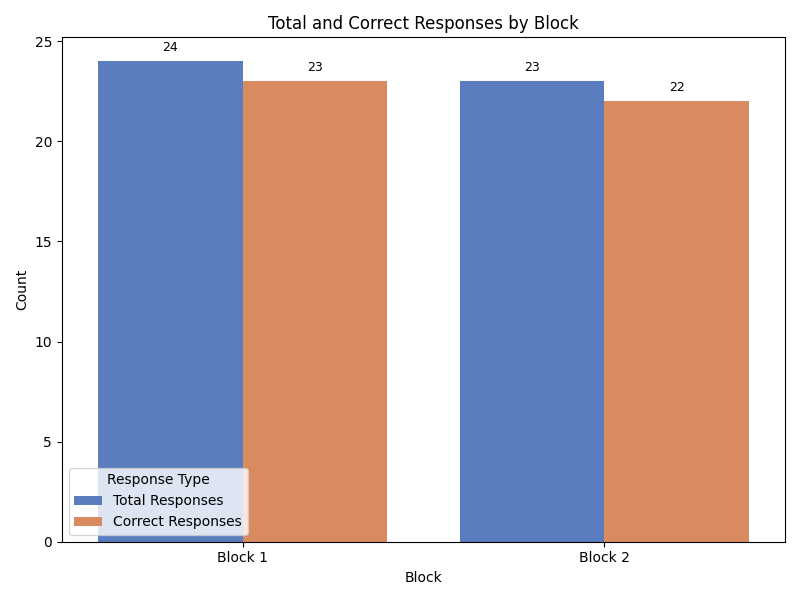 Total and Correct Responses by Block
25
20
15
10
5
0
Count
24
23
23
22
Response Type
Total Responses
Correct Responses
Block 1
Block 2
Block